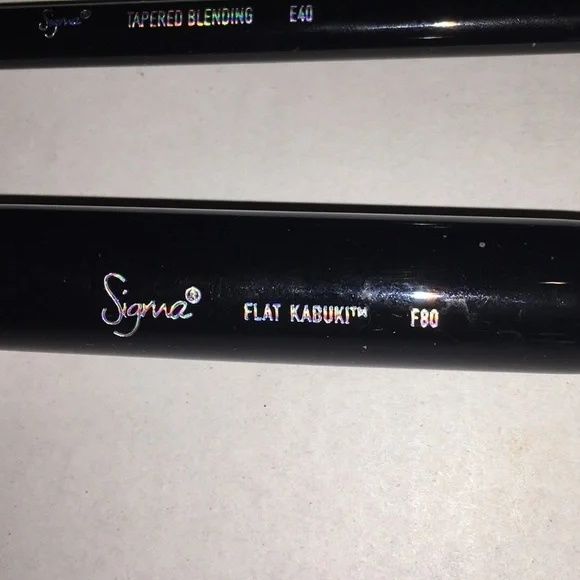 Sigma® TAPERED BLENDING E40
Sigma® FLAT KABUKI™ F80